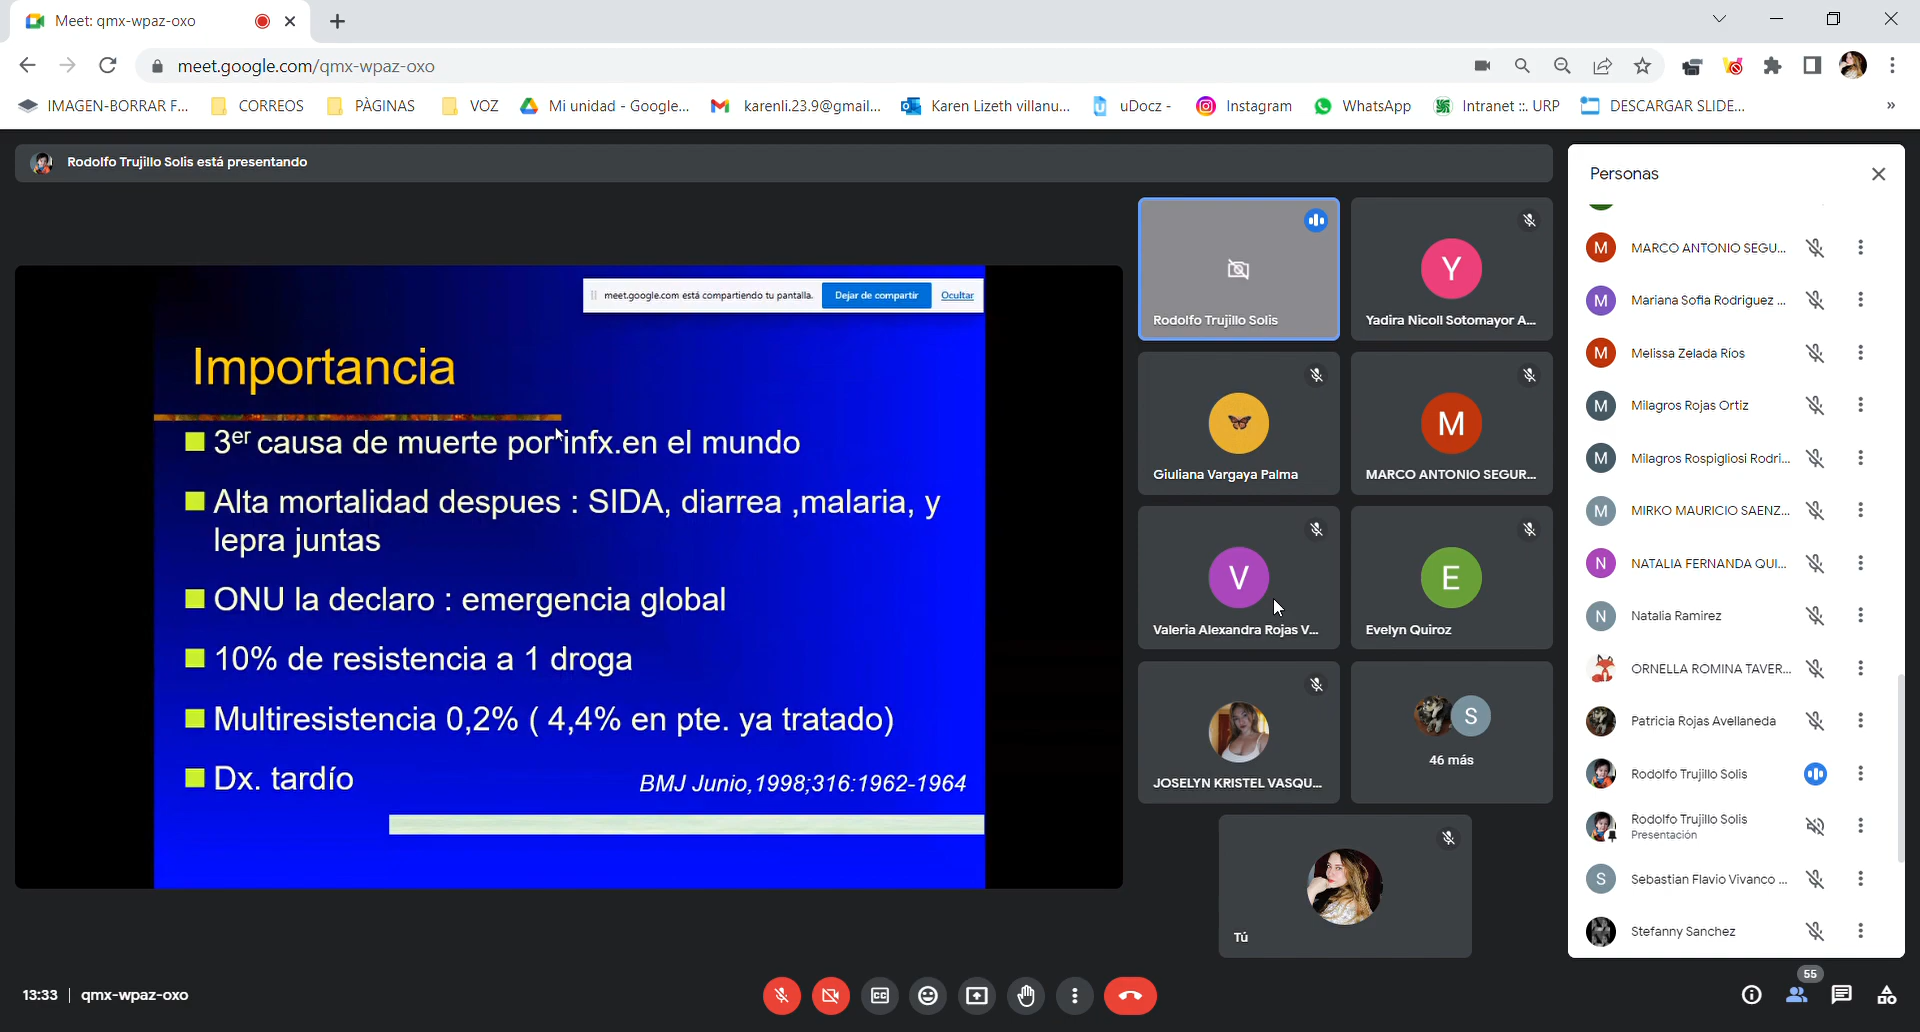 Meet: qmx-wpaz-oxo
meet.google.com/qmx-wpaz-oxo
IMAGEN-BORRAR F...
CORREOS
PÀGINAS
VOZ
Mi unidad - Google...
karenli.23.9@gmail...
Karen Lizeth villanu...
uDocz -
Instagram
WhatsApp
Intranet ::. URP
DESCARGAR SLIDE...
»
Rodolfo Trujillo Solis está presentando
meet.google.com está compartiendo tu pantalla.
Dejar de compartir
Ocultar
Importancia
3er causa de muerte por infx.en el mundo
Alta mortalidad despues : SIDA, diarrea ,malaria, y
lepra juntas
ONU la declaro : emergencia global
10% de resistencia a 1 droga
Multiresistencia 0,2% ( 4,4% en pte. ya tratado)
Dx. tardío
BMJ Junio,1998;316:1962-1964
Rodolfo Trujillo Solis
Y
Yadira Nicoll Sotomayor A...
Giuliana Vargaya Palma
M
MARCO ANTONIO SEGUR...
V
Valeria Alexandra Rojas V...
E
Evelyn Quiroz
JOSELYN KRISTEL VASQU...
S
46 más
Tú
Personas
M
MARCO ANTONIO SEGU...
M
Mariana Sofia Rodriguez ...
M
Melissa Zelada Ríos
M
Milagros Rojas Ortiz
M
Milagros Rospigliosi Rodri...
M
MIRKO MAURICIO SAENZ...
N
NATALIA FERNANDA QUI...
N
Natalia Ramirez
ORNELLA ROMINA TAVER...
Patricia Rojas Avellaneda
Rodolfo Trujillo Solis
Rodolfo Trujillo Solis
Presentación
S
Sebastian Flavio Vivanco ...
Stefanny Sanchez
13:33 | qmx-wpaz-oxo
CC
55